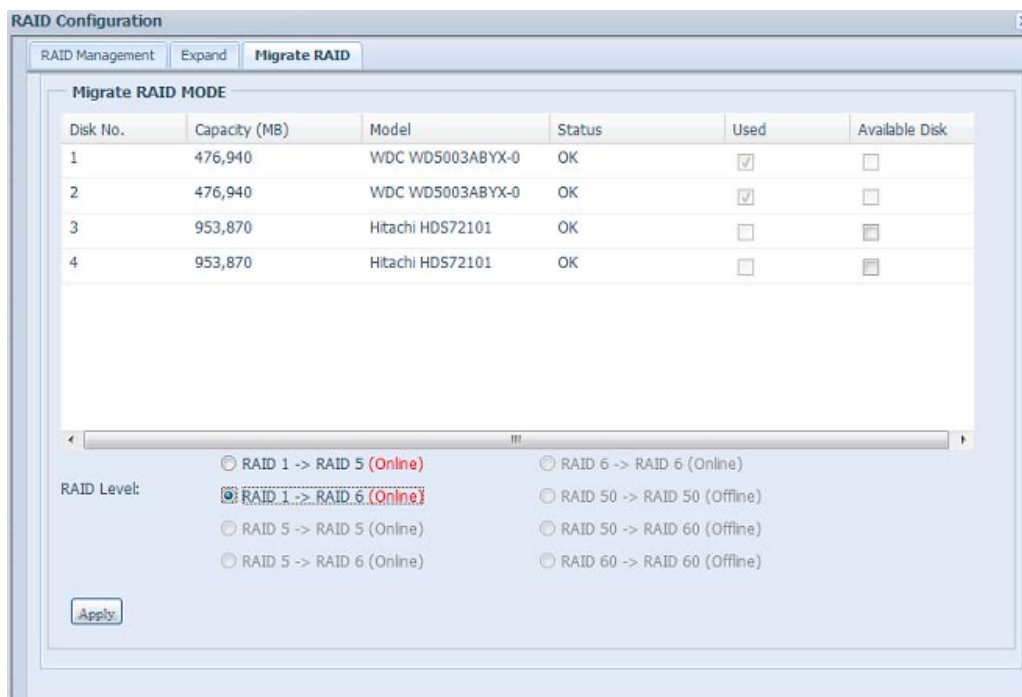 RAID Configuration
RAID Management Expand Migrate RAID
Migrate RAID MODE
Disk No. Capacity (MB) Model Status Used Available Disk
1 476,940 WDC WD5003ABYX-0 OK
2 476,940 WDC WD5003ABYX-0 OK
3 953,870 Hitachi HDS72101 OK
4 953,870 Hitachi HDS72101 OK
RAID Level:
RAID 1 -> RAID 5 (Online) RAID 6 -> RAID 6 (Online)
RAID 1 -> RAID 6 (Online) RAID 50 -> RAID 50 (Offline)
RAID 5 -> RAID 5 (Online) RAID 50 -> RAID 60 (Offline)
RAID 5 -> RAID 6 (Online) RAID 60 -> RAID 60 (Offline)
Apply